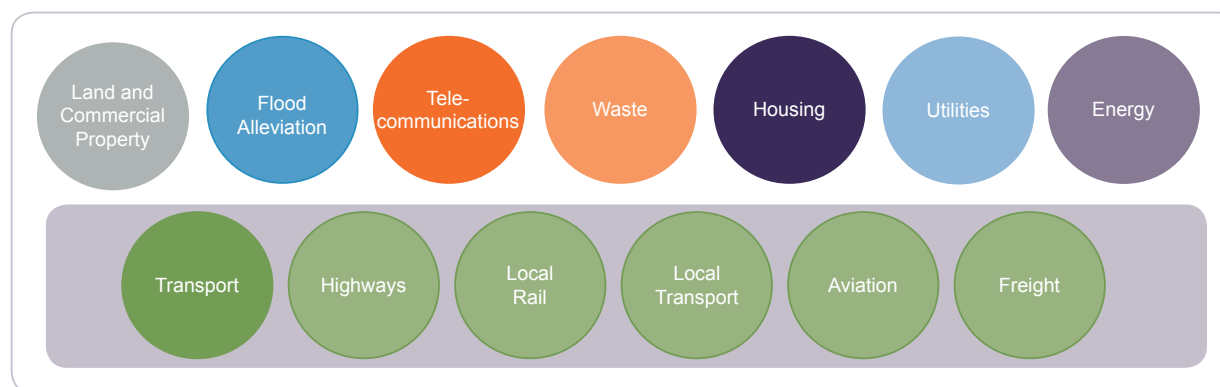 Land and
Commercial
Property
Flood
Alleviation
Tele-
communications
Waste
Housing
Utilities
Energy
Transport
Highways
Local
Rail
Local
Transport
Aviation
Freight